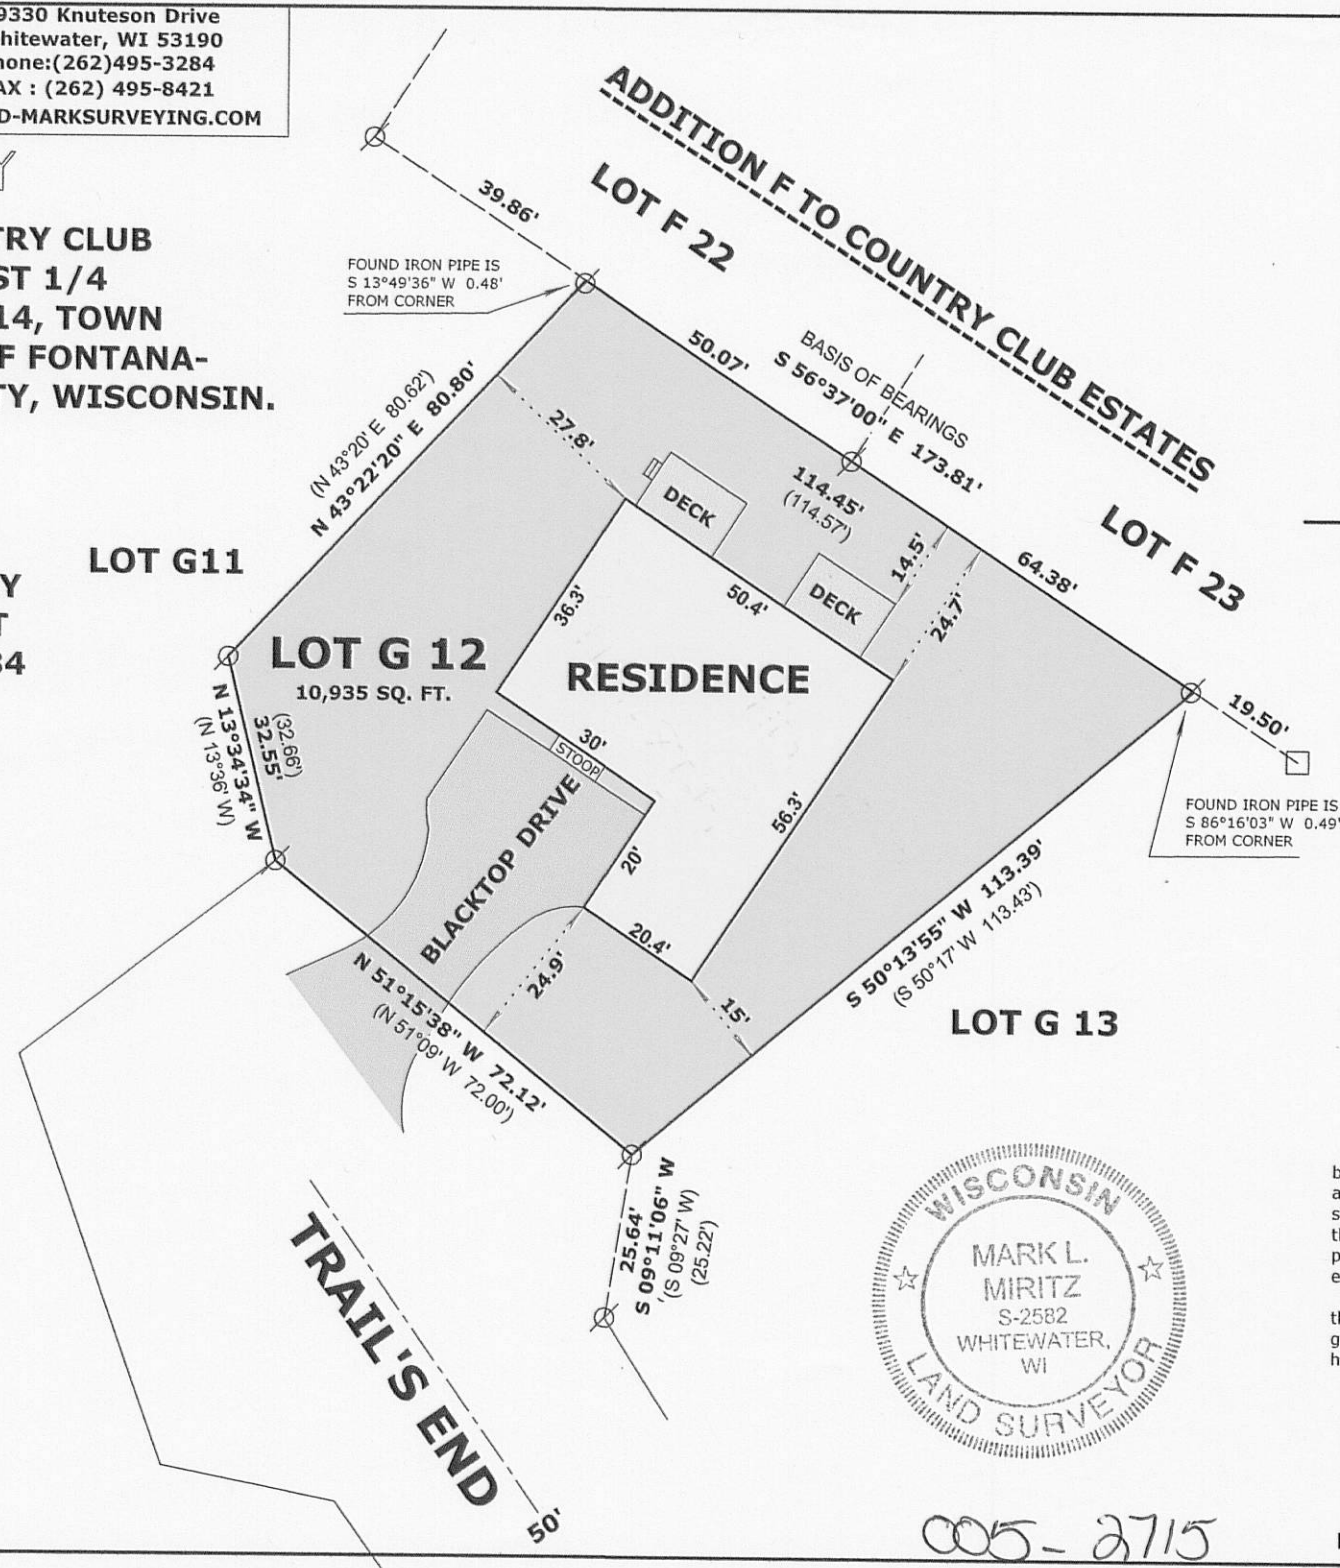 9330 Knuteson Drive
hitewater, WI 53190
hone:(262)495-3284
AX : (262) 495-8421
D-MARKSURVEYING.COM
Y
TRY CLUB
ST 1/4
14, TOWN
F FONTANA-
TY, WISCONSIN.
Y
T
34
ADDITION F TO COUNTRY CLUB ESTATES
LOT F 22
LOT F 23
39.86'
FOUND IRON PIPE IS
S 13°49'36" W 0.48'
FROM CORNER
50.07'
BASIS OF BEARINGS
S 56°37'00" E 173.81'
114.45'
(114.57')
64.38'
19.50'
(N 43°20' E 80.62')
N 43°22'20" E 80.80'
27.8'
DECK
DECK
14.5'
24.7'
50.4'
36.3'
LOT G11
LOT G 12
10,935 SQ. FT.
RESIDENCE
(32.66')
32.55'
N 13°34'34" W
(N 13°36' W)
30'
STOOP
BLACKTOP DRIVE
20'
56.3'
20.4'
24.9'
15'
FOUND IRON PIPE IS
S 86°16'03" W 0.49'
FROM CORNER
S 50°13'55" W 113.39'
(S 50°17' W 113.43')
LOT G 13
N 51°15'38" W 72.12'
(N 51°09' W 72.00')
25.64'
S 09°11'06" W
(S 09°27' W)
(25.22')
TRAIL'S END
50'
WISCONSIN
MARK L.
MIRITZ
S-2582
WHITEWATER,
WI
LAND SURVEYOR
b
a
s
t
p
e
t
g
h
005-2715